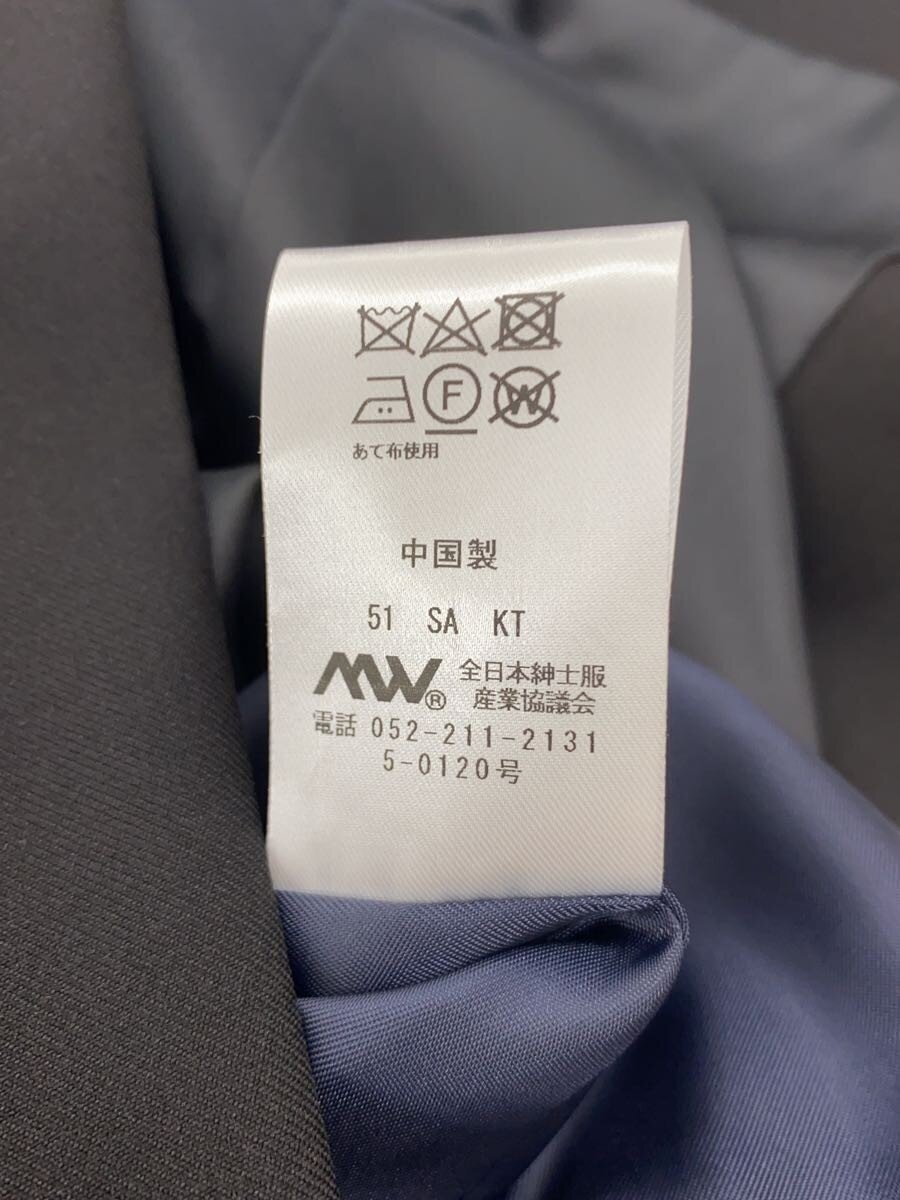 F W
あて布使用
中国製
51 SA KT
MW® 全日本紳士服
産業協議会
電話 052-211-2131
5-0120号